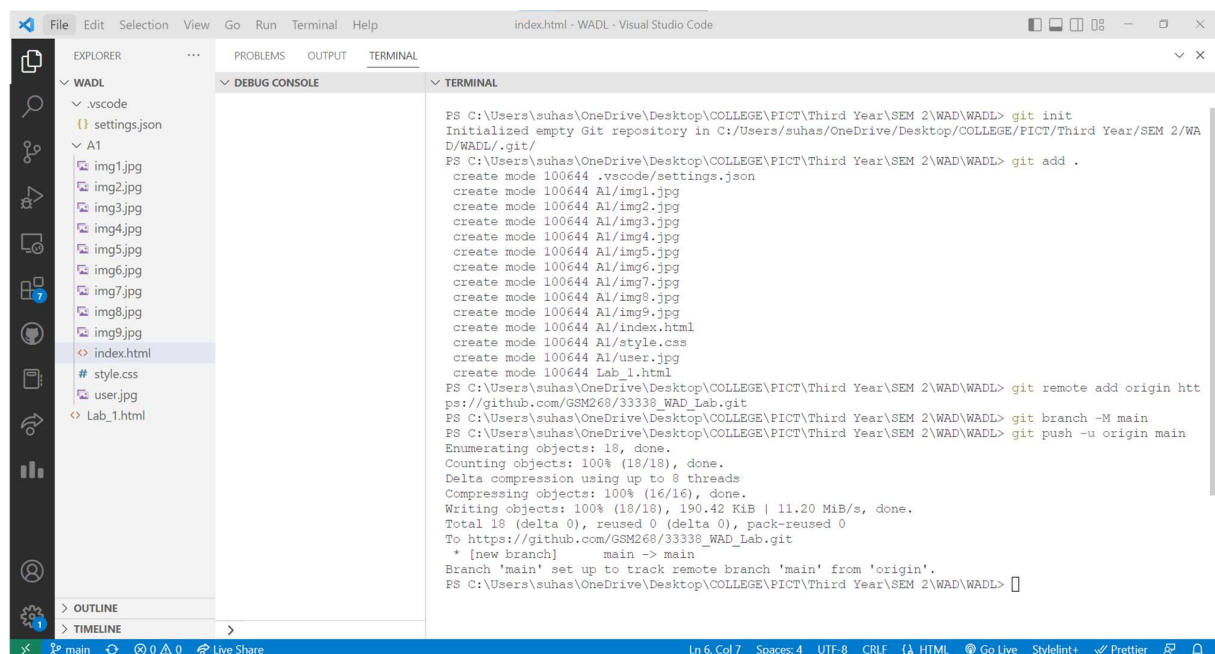 File Edit Selection View Go Run Terminal Help
index.html - WADL - Visual Studio Code
EXPLORER
PROBLEMS OUTPUT TERMINAL
WADL
.vscode
settings.json
A1
img1.jpg
img2.jpg
img3.jpg
img4.jpg
img5.jpg
img6.jpg
img7.jpg
img8.jpg
img9.jpg
index.html
style.css
user.jpg
Lab_1.html
OUTLINE
TIMELINE
7
1
DEBUG CONSOLE
TERMINAL
PS C:\Users\suhas\OneDrive\Desktop\COLLEGE\PICT\Third Year\SEM 2\WAD\WADL> git init
Initialized empty Git repository in C:/Users/suhas/OneDrive/Desktop/COLLEGE/PICT/Third Year/SEM 2/WA
D/WADL/.git/
PS C:\Users\suhas\OneDrive\Desktop\COLLEGE\PICT\Third Year\SEM 2\WAD\WADL> git add .
create mode 100644 .vscode/settings.json
create mode 100644 A1/img1.jpg
create mode 100644 A1/img2.jpg
create mode 100644 A1/img3.jpg
create mode 100644 A1/img4.jpg
create mode 100644 A1/img5.jpg
create mode 100644 A1/img6.jpg
create mode 100644 A1/img7.jpg
create mode 100644 A1/img8.jpg
create mode 100644 A1/img9.jpg
create mode 100644 A1/index.html
create mode 100644 A1/style.css
create mode 100644 A1/user.jpg
create mode 100644 Lab_1.html
PS C:\Users\suhas\OneDrive\Desktop\COLLEGE\PICT\Third Year\SEM 2\WAD\WADL> git remote add origin htt
ps://github.com/GSM268/33338_WAD_Lab.git
PS C:\Users\suhas\OneDrive\Desktop\COLLEGE\PICT\Third Year\SEM 2\WAD\WADL> git branch -M main
PS C:\Users\suhas\OneDrive\Desktop\COLLEGE\PICT\Third Year\SEM 2\WAD\WADL> git push -u origin main
Enumerating objects: 18, done.
Counting objects: 100% (18/18), done.
Delta compression using up to 8 threads
Compressing objects: 100% (16/16), done.
Writing objects: 100% (18/18), 190.42 KiB | 11.20 MiB/s, done.
Total 18 (delta 0), reused 0 (delta 0), pack-reused 0
To https://github.com/GSM268/33338_WAD_Lab.git
* [new branch] main -> main
Branch 'main' set up to track remote branch 'main' from 'origin'.
PS C:\Users\suhas\OneDrive\Desktop\COLLEGE\PICT\Third Year\SEM 2\WAD\WADL>
main 0 0 Live Share Ln 6, Col 7 Spaces: 4 UTF-8 CRLF HTML Go Live Stylelint+ Prettier